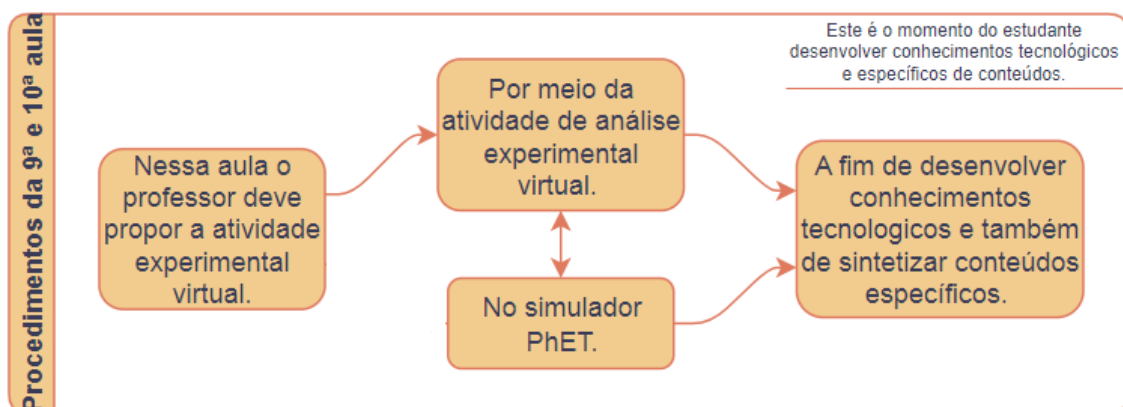 Procedimentos da 9ª e 10ª aula
Este é o momento do estudante
desenvolver conhecimentos tecnológicos
e específicos de conteúdos.
Nessa aula o
professor deve
propor a atividade
experimental
virtual.
Por meio da
atividade de análise
experimental
virtual.
No simulador
PhET.
A fim de desenvolver
conhecimentos
tecnologicos e também
de sintetizar conteúdos
específicos.